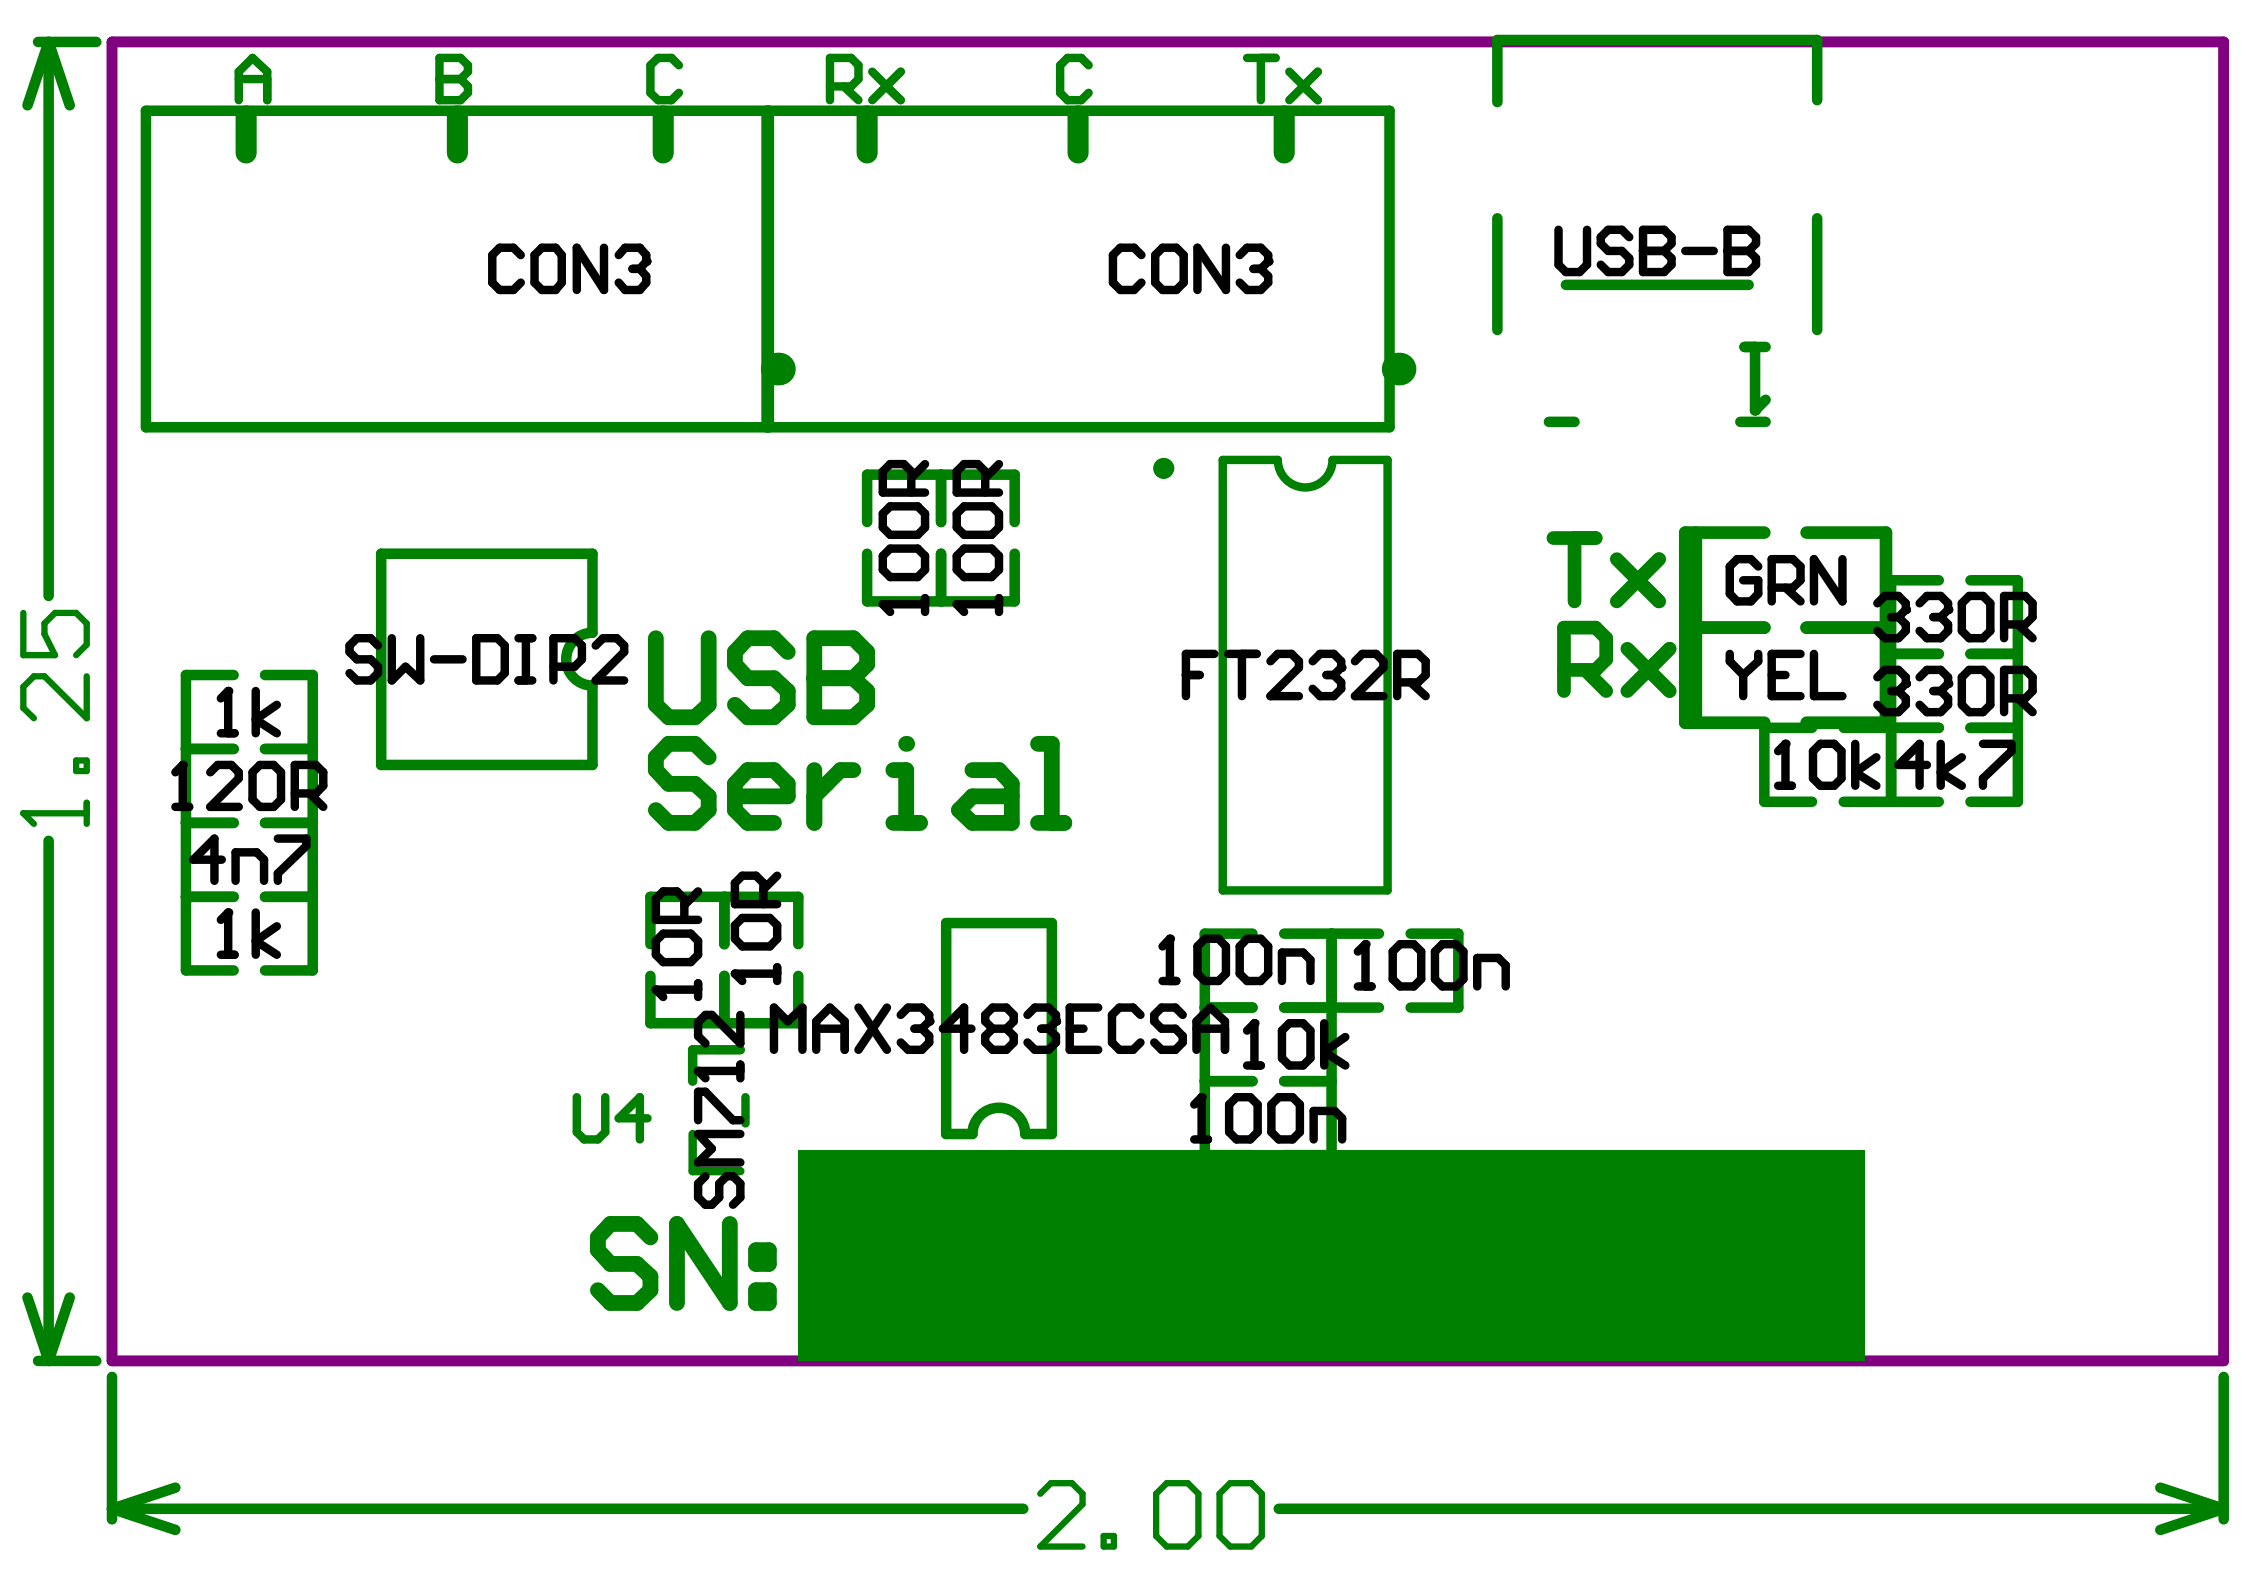 A B C Rx C Tx
CON3 CON3 USB-B
1
100R 100R
Tx GRN 330R
Rx YEL 330R
SW-DIP2
USB
Serial
FT232R
10k 4k7
1k
120R
4n7
1k
1.25
10R 10R
100n 100n
MAX3483ECSA
10k
U4 SMZ12 100n
SN:
2.00